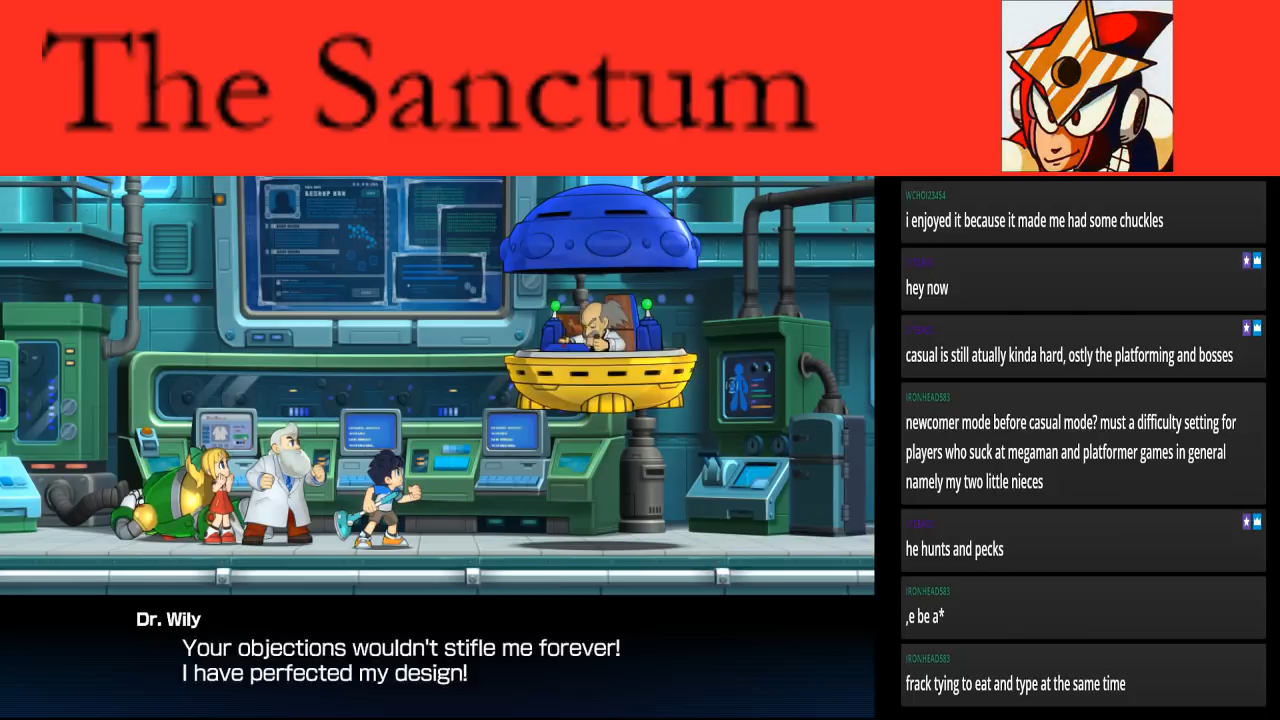 The Sanctum
Dr. Wily
Your objections wouldn't stifle me forever!
I have perfected my design!
WCHOI23454
i enjoyed it because it made me had some chuckles
hey now
casual is still atually kinda hard, ostly the platforming and bosses
IRONHEAD583
newcumer mode before casual mode? must a difficulty setting for
players who suck at megaman and platformer games in general
namely my two little nieces
he hunts and pecks
IRONHEAD583
,e be a*
IRONHEAD583
frack tying to eat and type at the same time